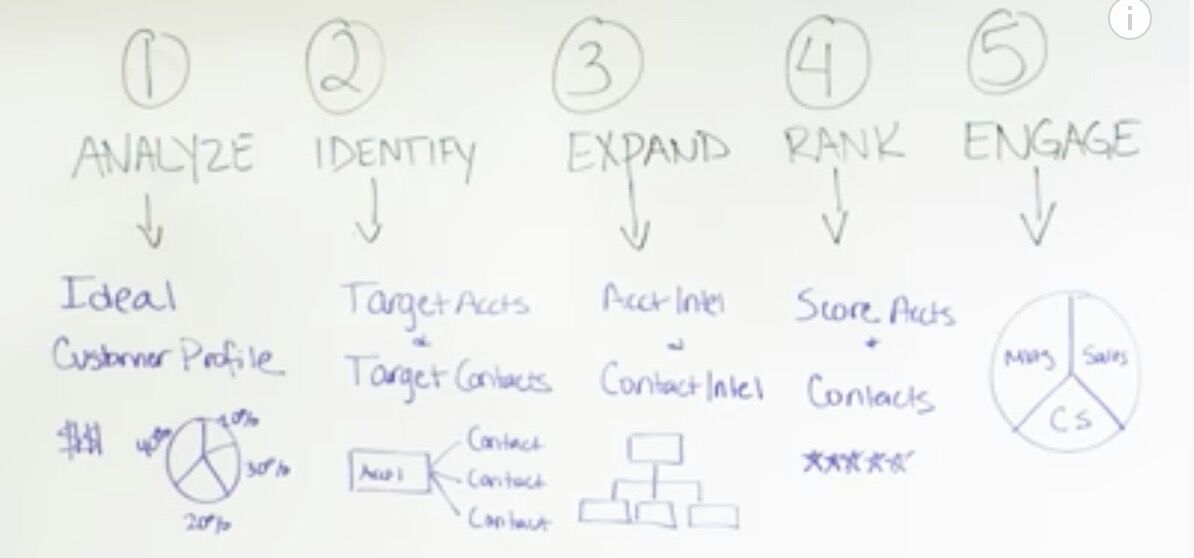 1 2 3 4 5
ANALYZE IDENTIFY EXPAND RANK ENGAGE
Ideal
Customer Profile
$$$
40%
10%
30%
20%
Target Accts
&
Target Contacts
Acct 1
Contact
Contact
Contact
Acct Intel
Contact Intel
Score Accts
+
Contacts
Mktg
Sales
CS